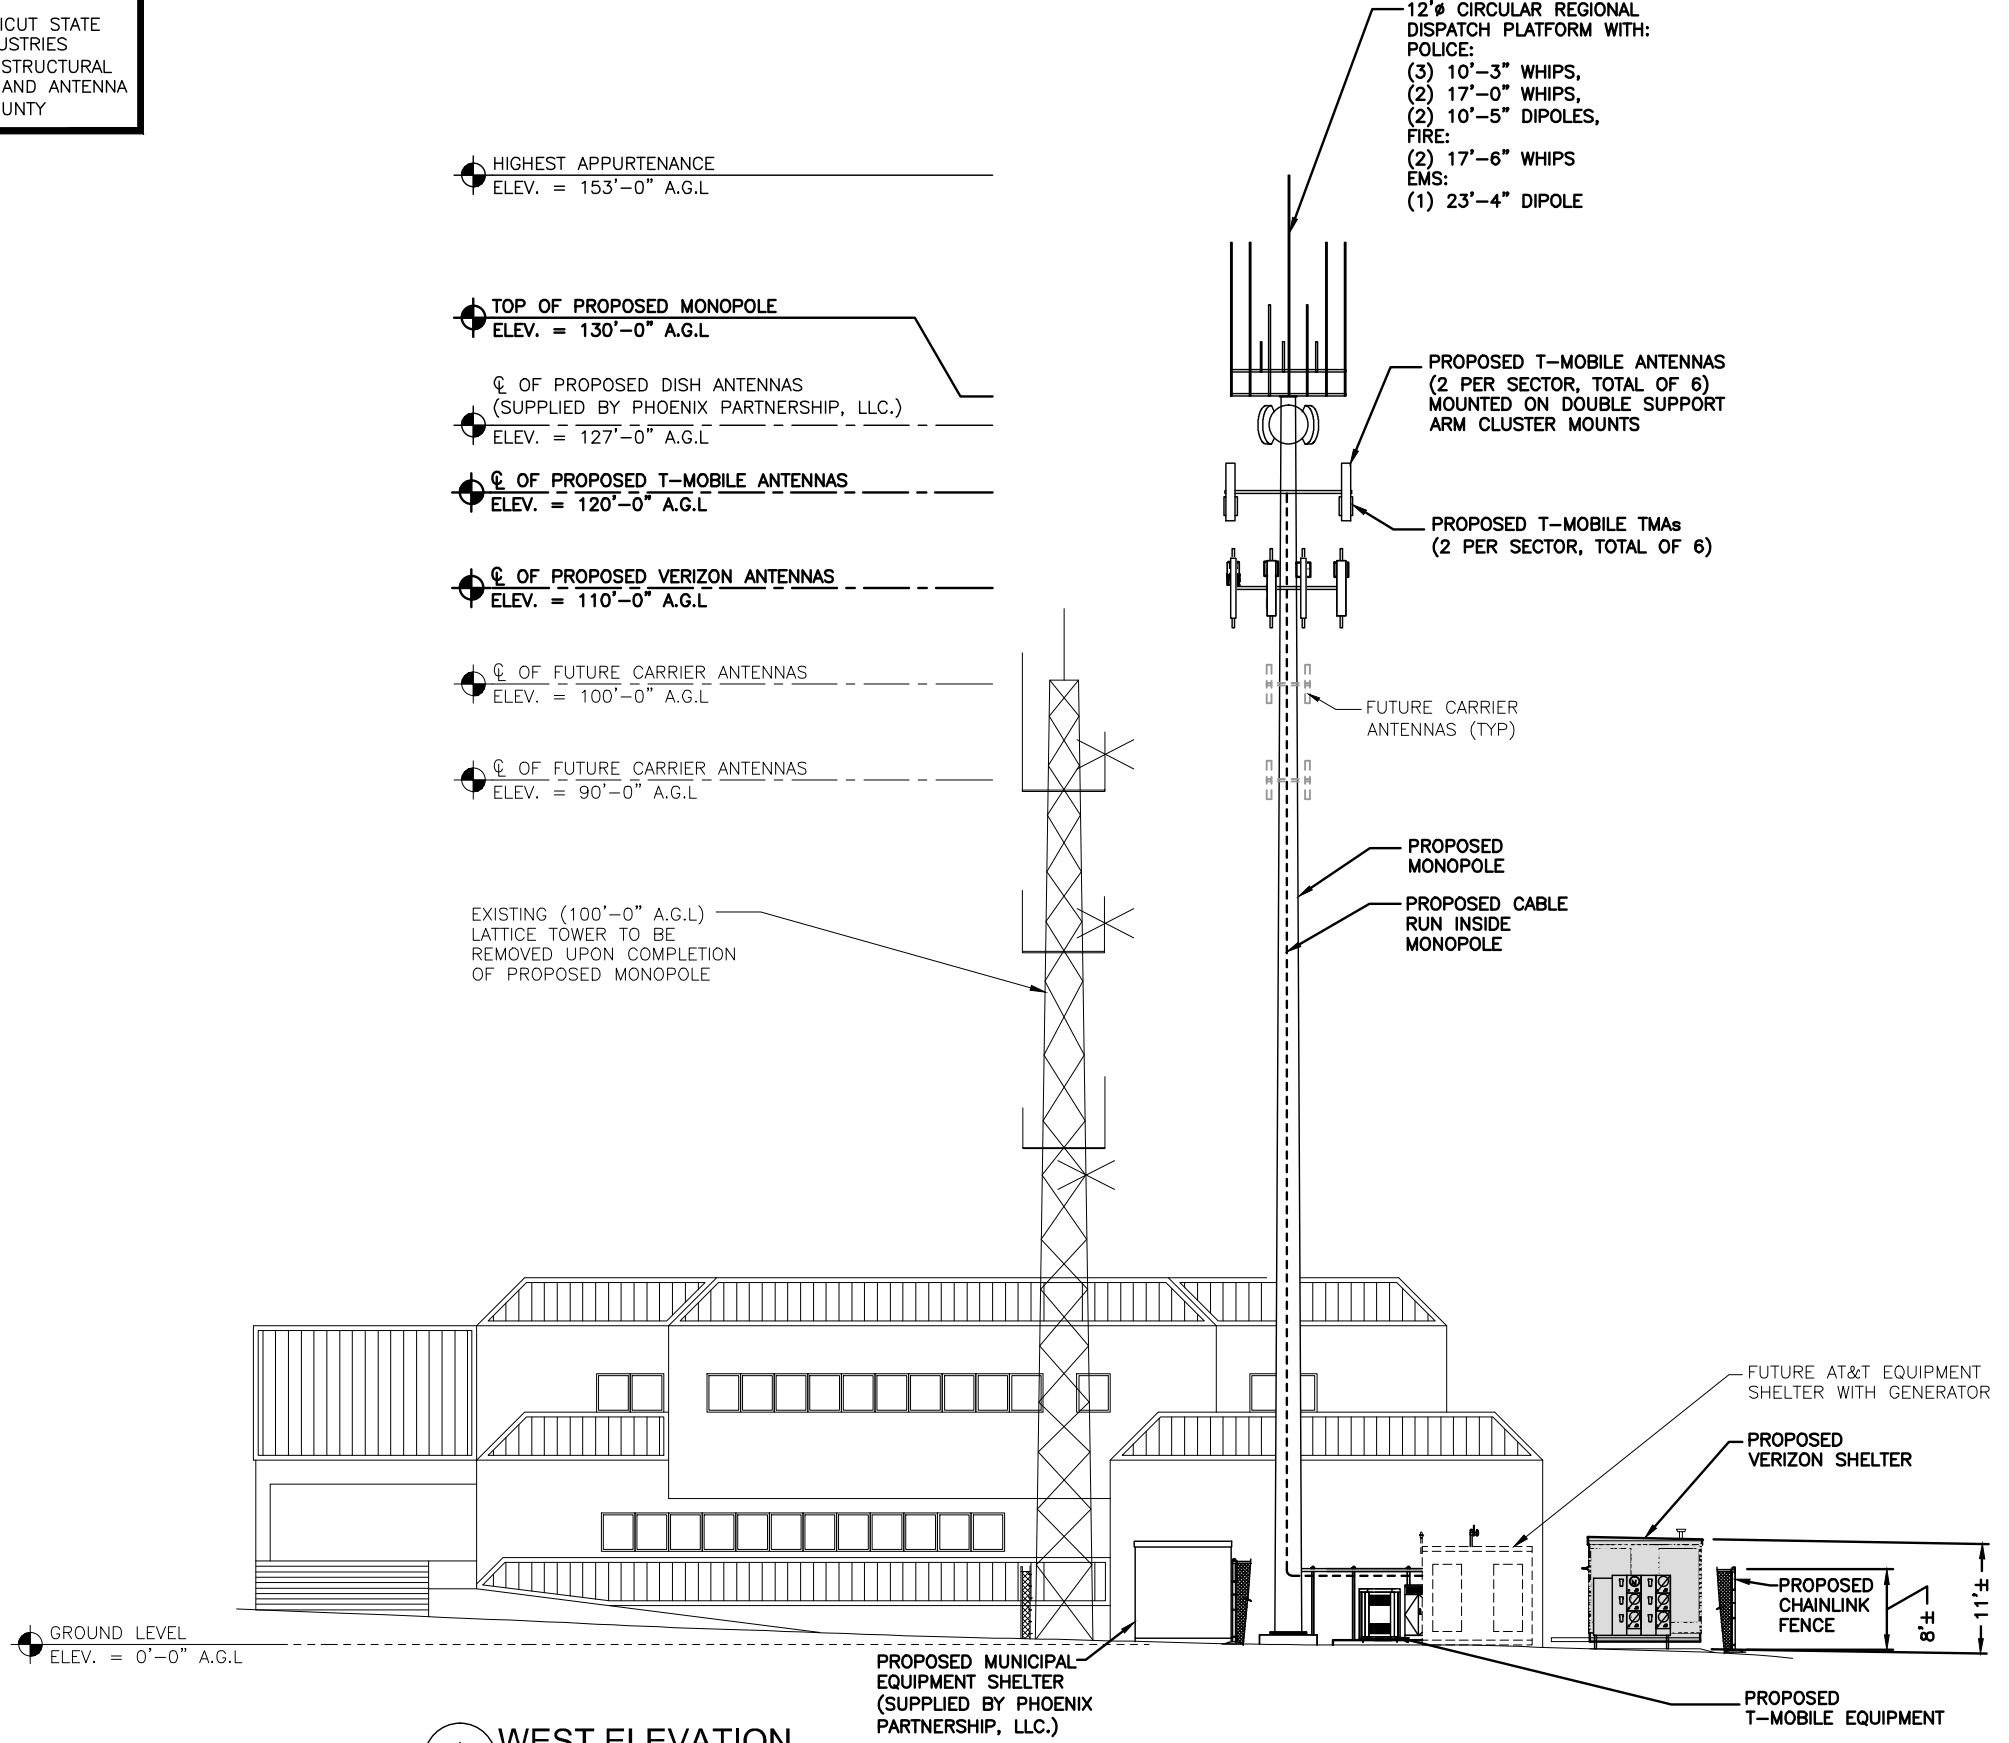 ICUT STATE
USTRIES
STRUCTURAL
AND ANTENNA
UNTY
12'ø CIRCULAR REGIONAL
DISPATCH PLATFORM WITH:
POLICE:
(3) 10'-3" WHIPS,
(2) 17'-0" WHIPS,
(2) 10'-5" DIPOLES,
FIRE:
(2) 17'-6" WHIPS
EMS:
(1) 23'-4" DIPOLE
HIGHEST APPURTENANCE
ELEV. = 153'-0" A.G.L
TOP OF PROPOSED MONOPOLE
ELEV. = 130'-0" A.G.L
℄ OF PROPOSED DISH ANTENNAS
(SUPPLIED BY PHOENIX PARTNERSHIP, LLC.)
ELEV. = 127'-0" A.G.L
℄ OF PROPOSED T-MOBILE ANTENNAS
ELEV. = 120'-0" A.G.L
℄ OF PROPOSED VERIZON ANTENNAS
ELEV. = 110'-0" A.G.L
℄ OF FUTURE CARRIER ANTENNAS
ELEV. = 100'-0" A.G.L
℄ OF FUTURE CARRIER ANTENNAS
ELEV. = 90'-0" A.G.L
PROPOSED T-MOBILE ANTENNAS
(2 PER SECTOR, TOTAL OF 6)
MOUNTED ON DOUBLE SUPPORT
ARM CLUSTER MOUNTS
PROPOSED T-MOBILE TMAs
(2 PER SECTOR, TOTAL OF 6)
FUTURE CARRIER
ANTENNAS (TYP)
PROPOSED
MONOPOLE
PROPOSED CABLE
RUN INSIDE
MONOPOLE
EXISTING (100'-0" A.G.L)
LATTICE TOWER TO BE
REMOVED UPON COMPLETION
OF PROPOSED MONOPOLE
FUTURE AT&T EQUIPMENT
SHELTER WITH GENERATOR
PROPOSED
VERIZON SHELTER
PROPOSED
CHAINLINK
FENCE
8'±
11'±
GROUND LEVEL
ELEV. = 0'-0" A.G.L
PROPOSED MUNICIPAL
EQUIPMENT SHELTER
(SUPPLIED BY PHOENIX
PARTNERSHIP, LLC.)
PROPOSED
T-MOBILE EQUIPMENT
WEST ELEVATION